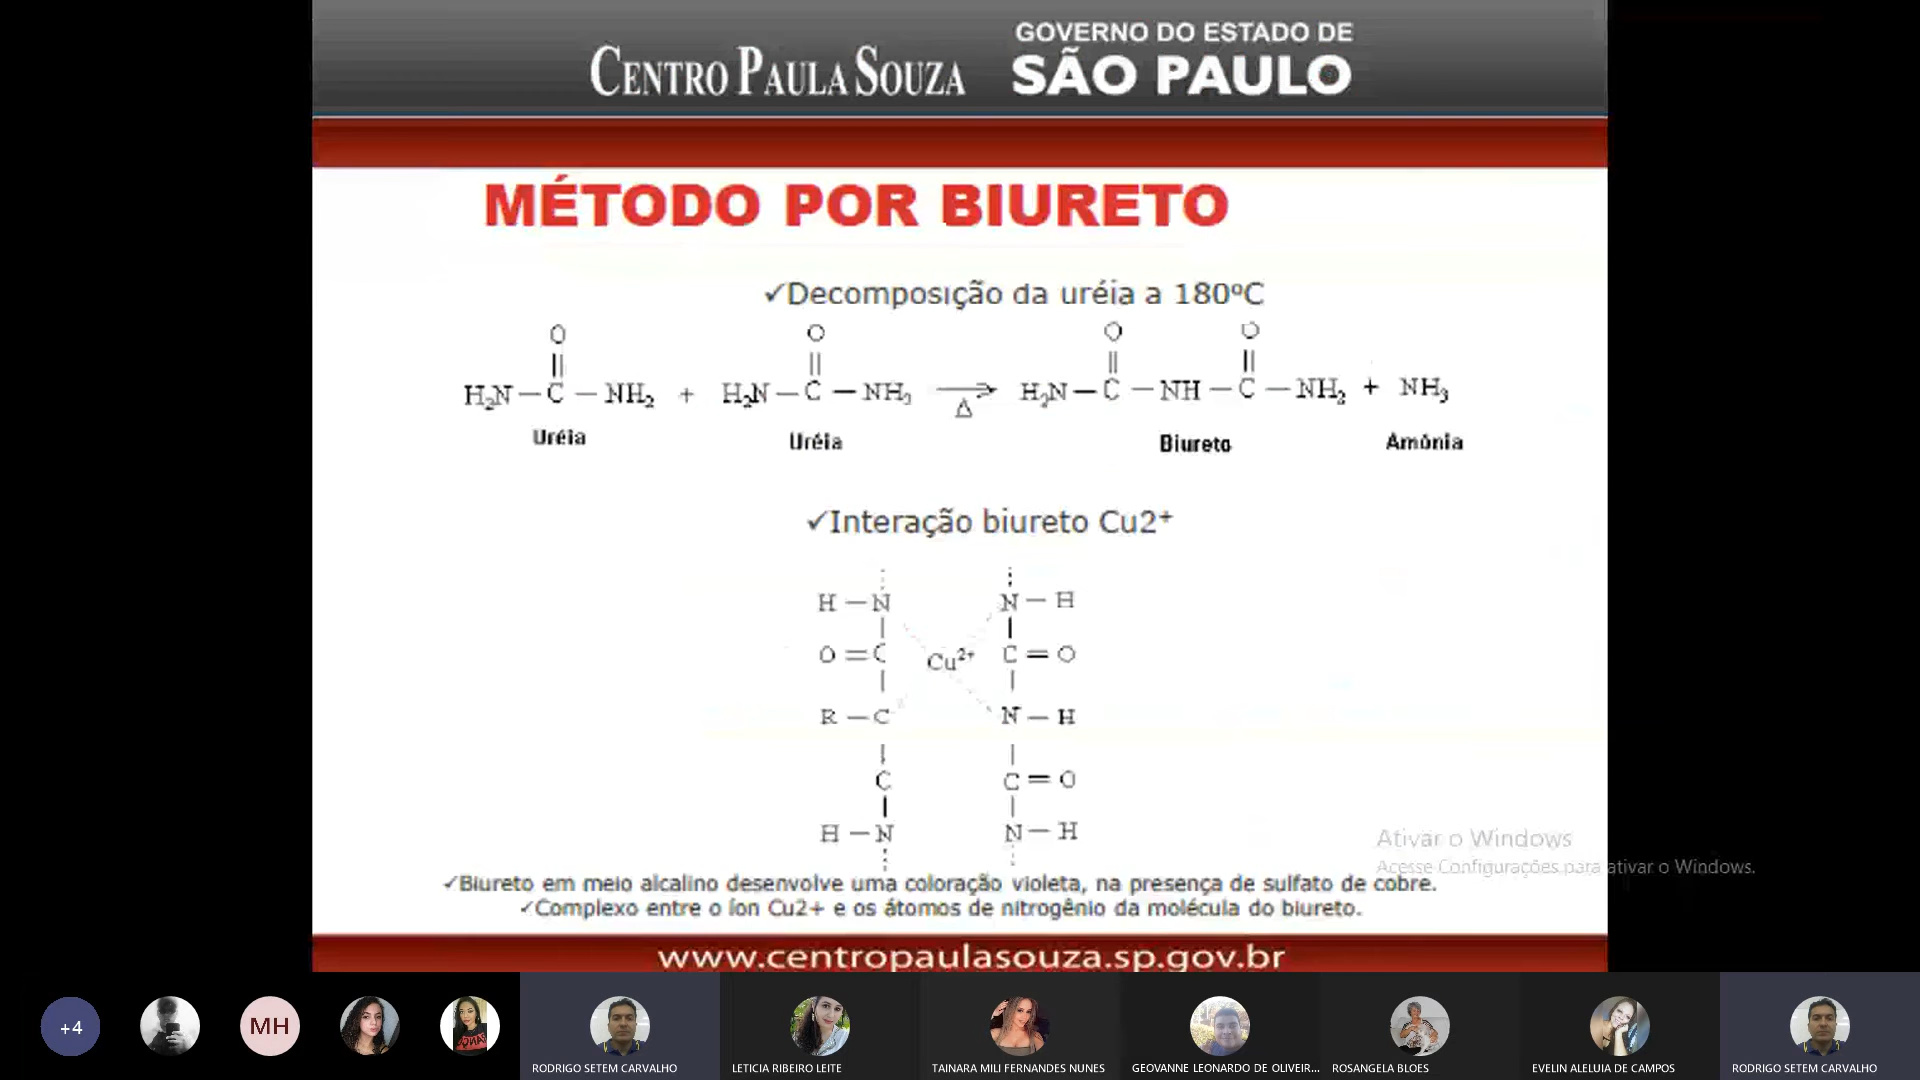 CENTRO PAULA SOUZA
GOVERNO DO ESTADO DE
SÃO PAULO
MÉTODO POR BIURETO
✓Decomposição da uréia a 180ºC
O O O O
|| || || ||
H₂N — C — NH₂ + H₂N — C — NH₂ → H₂N — C — NH — C — NH₂ + NH₃
Δ
Uréia Uréia Biureto Amônia
✓Interação biureto Cu2⁺
H — N N — H
O = C Cu²⁺ C = O
R — C N — H
C C = O
H — N N — H
Ativar o Windows
Acesse Configurações para ativar o Windows.
✓Biureto em meio alcalino desenvolve uma coloração violeta, na presença de sulfato de cobre.
✓Complexo entre o íon Cu2+ e os átomos de nitrogênio da molécula do biureto.
www.centropaulasouza.sp.gov.br
+4
MH
RODRIGO SETEM CARVALHO
LETICIA RIBEIRO LEITE
TAINARA MILI FERNANDES NUNES
GEOVANNE LEONARDO DE OLIVEIR...
ROSANGELA BLOES
EVELIN ALELUIA DE CAMPOS
RODRIGO SETEM CARVALHO